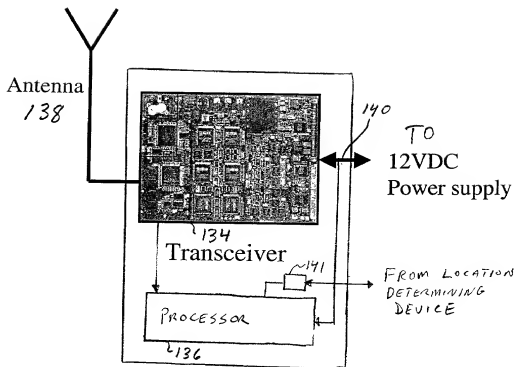 Antenna
138
140
TO
12VDC
Power supply
134
Transceiver
141
FROM LOCATION
DETERMINING
DEVICE
PROCESSOR
136